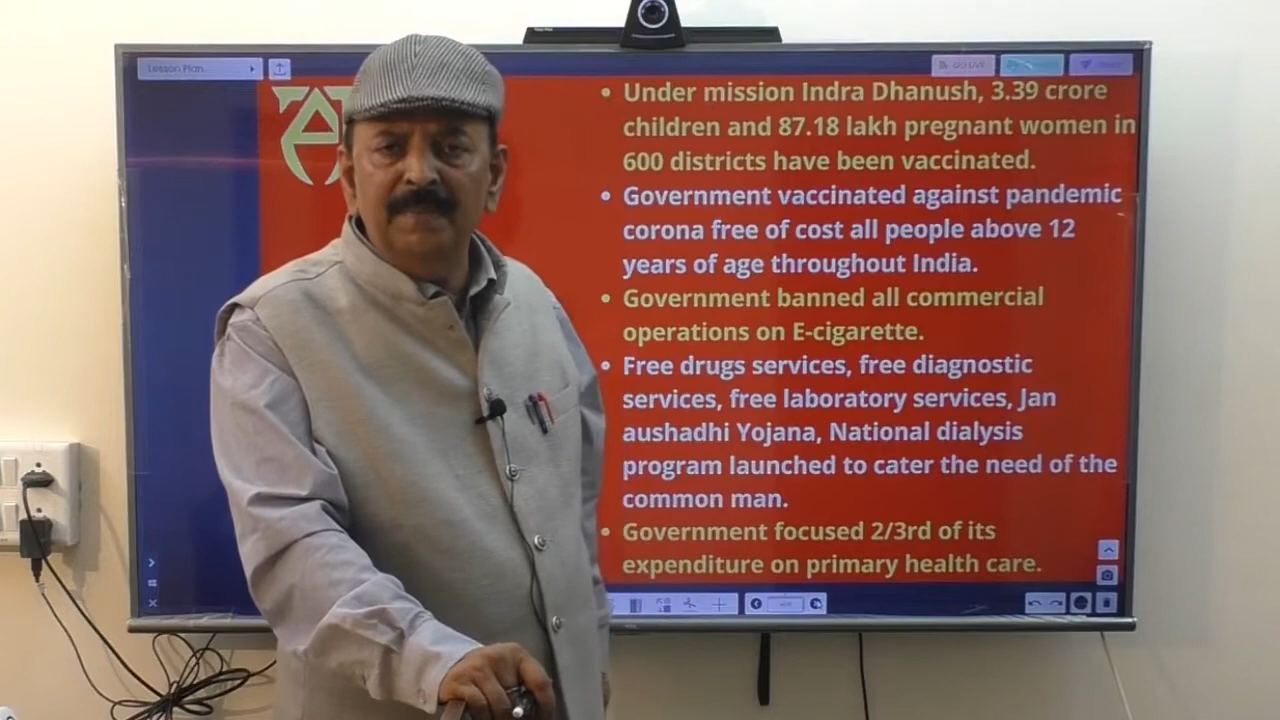 Lesson Plan
• Under mission Indra Dhanush, 3.39 crore
children and 87.18 lakh pregnant women in
600 districts have been vaccinated.
• Government vaccinated against pandemic
corona free of cost all people above 12
years of age throughout India.
• Government banned all commercial
operations on E-cigarette.
• Free drugs services, free diagnostic
services, free laboratory services, Jan
aushadhi Yojana, National dialysis
program launched to cater the need of the
common man.
• Government focused 2/3rd of its
expenditure on primary health care.